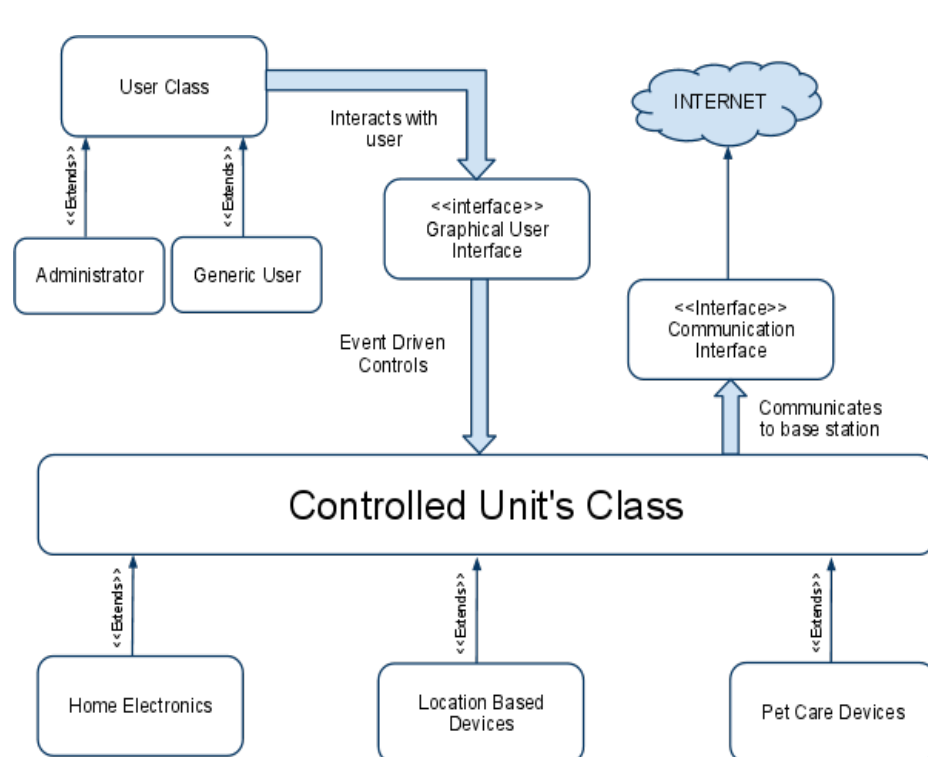 User Class
INTERNET
Interacts with
user
<<Extends>>
<<Extends>>
<<interface>>
Graphical User
Interface
Administrator
Generic User
<<Interface>>
Communication
Interface
Event Driven
Controls
Communicates
to base station
Controlled Unit's Class
<<Extends>>
<<Extends>>
<<Extends>>
Home Electronics
Location Based
Devices
Pet Care Devices